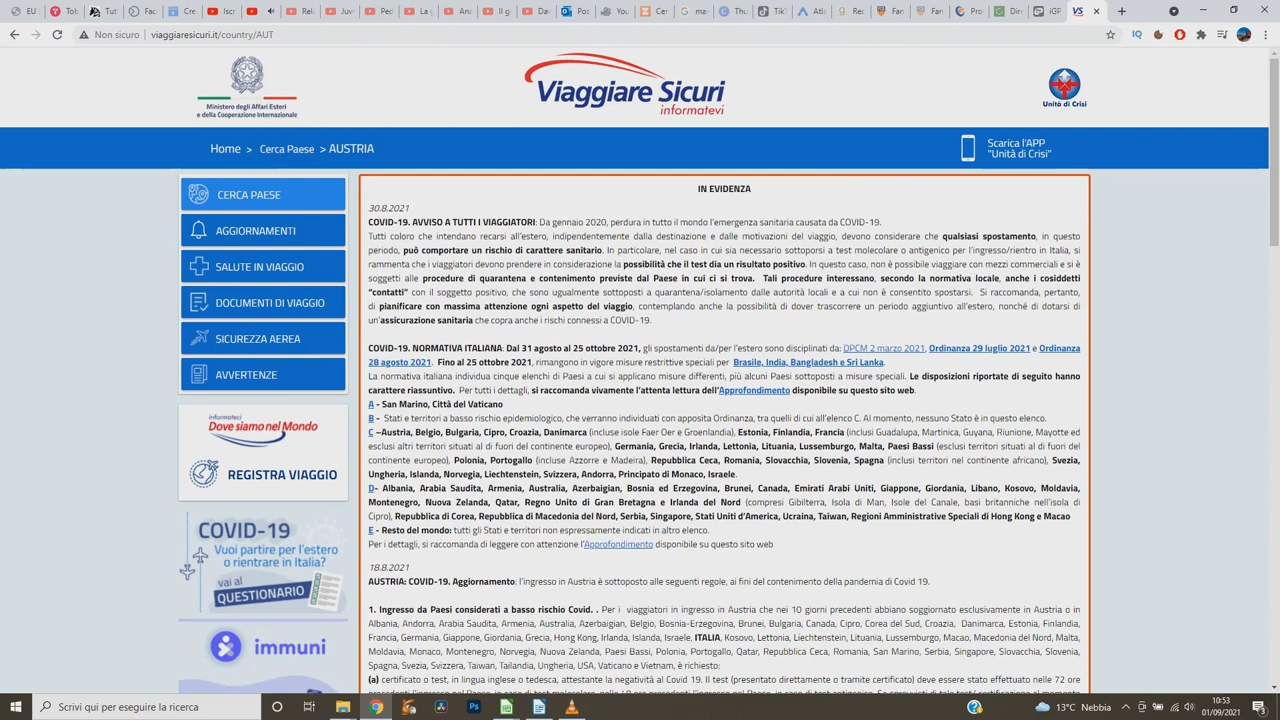 EU
Tob
Tut
Fac
Cre
Iscr
Rec
AUV
Pec
La g
Il g
Dav
Pos
Ya
Cer
Goo
ma
Thu
Tik
Atla
Fan
Fan
Pro
Din
iGP
VS
Non sicuro | viaggiaresicuri.it/country/AUT
Ministero degli Affari Esteri
e della Cooperazione Internazionale
Viaggiare Sicuri
informatevi
Unità di Crisi
Home > Cerca Paese > AUSTRIA
Scarica l'APP
"Unità di Crisi"
CERCA PAESE
AGGIORNAMENTI
SALUTE IN VIAGGIO
DOCUMENTI DI VIAGGIO
SICUREZZA AEREA
AVVERTENZE
informateci
Dove siamo nel Mondo
REGISTRA VIAGGIO
COVID-19
Vuoi partire per l'estero
o rientrare in Italia?
vai al
QUESTIONARIO
immuni
IN EVIDENZA
30.8.2021
COVID-19. AVVISO A TUTTI I VIAGGIATORI: Da gennaio 2020, perdura in tutto il mondo l'emergenza sanitaria causata da COVID-19.
Tutti coloro che intendano recarsi all'estero, indipendentemente dalla destinazione e dalle motivazioni del viaggio, devono considerare che qualsiasi spostamento, in questo
periodo, può comportare un rischio di carattere sanitario. In particolare, nel caso in cui sia necessario sottoporsi a test molecolare o antigenico per l'ingresso/rientro in Italia, si
rammenta che i viaggiatori devono prendere in considerazione la possibilità che il test dia un risultato positivo. In questo caso, non è possibile viaggiare con mezzi commerciali e si è
soggetti alle procedure di quarantena e contenimento previste dal Paese in cui ci si trova. Tali procedure interessano, secondo la normativa locale, anche i cosiddetti
“contatti” con il soggetto positivo, che sono ugualmente sottoposti a quarantena/isolamento dalle autorità locali e a cui non è consentito spostarsi. Si raccomanda, pertanto,
di pianificare con massima attenzione ogni aspetto del viaggio, contemplando anche la possibilità di dover trascorrere un periodo aggiuntivo all'estero, nonché di dotarsi di
un'assicurazione sanitaria che copra anche i rischi connessi a COVID-19.
COVID-19. NORMATIVA ITALIANA: Dal 31 agosto al 25 ottobre 2021, gli spostamenti da/per l'estero sono disciplinati da: DPCM 2 marzo 2021, Ordinanza 29 luglio 2021 e Ordinanza
28 agosto 2021. Fino al 25 ottobre 2021, rimangono in vigore misure restrittive speciali per Brasile, India, Bangladesh e Sri Lanka.
La normativa italiana individua cinque elenchi di Paesi a cui si applicano misure differenti, più alcuni Paesi sottoposti a misure speciali. Le disposizioni riportate di seguito hanno
carattere riassuntivo. Per tutti i dettagli, si raccomanda vivamente l'attenta lettura dell'Approfondimento disponibile su questo sito web.
A - San Marino, Città del Vaticano
B - Stati e territori a basso rischio epidemiologico, che verranno individuati con apposita Ordinanza, tra quelli di cui all'elenco C. Al momento, nessuno Stato è in questo elenco.
C –Austria, Belgio, Bulgaria, Cipro, Croazia, Danimarca (incluse isole Faer Oer e Groenlandia), Estonia, Finlandia, Francia (inclusi Guadalupa, Martinica, Guyana, Riunione, Mayotte ed
esclusi altri territori situati al di fuori del continente europeo), Germania, Grecia, Irlanda, Lettonia, Lituania, Lussemburgo, Malta, Paesi Bassi (esclusi territori situati al di fuori del
continente europeo), Polonia, Portogallo (incluse Azzorre e Madeira), Repubblica Ceca, Romania, Slovacchia, Slovenia, Spagna (inclusi territori nel continente africano), Svezia,
Ungheria, Islanda, Norvegia, Liechtenstein, Svizzera, Andorra, Principato di Monaco, Israele.
D- Albania, Arabia Saudita, Armenia, Australia, Azerbaigian, Bosnia ed Erzegovina, Brunei, Canada, Emirati Arabi Uniti, Giappone, Giordania, Libano, Kosovo, Moldavia,
Montenegro, Nuova Zelanda, Qatar, Regno Unito di Gran Bretagna e Irlanda del Nord (compresi Gibilterra, Isola di Man, Isole del Canale, basi britanniche nell'isola di
Cipro), Repubblica di Corea, Repubblica di Macedonia del Nord, Serbia, Singapore, Stati Uniti d'America, Ucraina, Taiwan, Regioni Amministrative Speciali di Hong Kong e Macao
E - Resto del mondo: tutti gli Stati e territori non espressamente indicati in altro elenco.
Per i dettagli, si raccomanda di leggere con attenzione l'Approfondimento disponibile su questo sito web
18.8.2021
AUSTRIA: COVID-19. Aggiornamento: l'ingresso in Austria è sottoposto alle seguenti regole, ai fini del contenimento della pandemia di Covid 19.
1. Ingresso da Paesi considerati a basso rischio Covid. . Per i viaggiatori in ingresso in Austria che nei 10 giorni precedenti abbiano soggiornato esclusivamente in Austria o in
Albania, Andorra, Arabia Saudita, Armenia, Australia, Azerbaigian, Belgio, Bosnia-Erzegovina, Brunei, Bulgaria, Canada, Cipro, Corea del Sud, Croazia, Danimarca, Estonia, Finlandia,
Francia, Germania, Giappone, Giordania, Grecia, Hong Kong, Irlanda, Islanda, Israele, ITALIA, Kosovo, Lettonia, Liechtenstein, Lituania, Lussemburgo, Macao, Macedonia del Nord, Malta,
Moldavia, Monaco, Montenegro, Norvegia, Nuova Zelanda, Paesi Bassi, Polonia, Portogallo, Qatar, Repubblica Ceca, Romania, San Marino, Serbia, Singapore, Slovacchia, Slovenia,
Spagna, Svezia, Svizzera, Taiwan, Tailandia, Ungheria, USA, Vaticano e Vietnam, è richiesto:
(a) certificato o test, in lingua inglese o tedesca, attestante la negatività al Covid 19. Il test (presentato direttamente o tramite certificato) deve essere stato effettuato nelle 72 ore
Scrivi qui per eseguire la ricerca
13°C Nebbia
10:53
01/09/2021